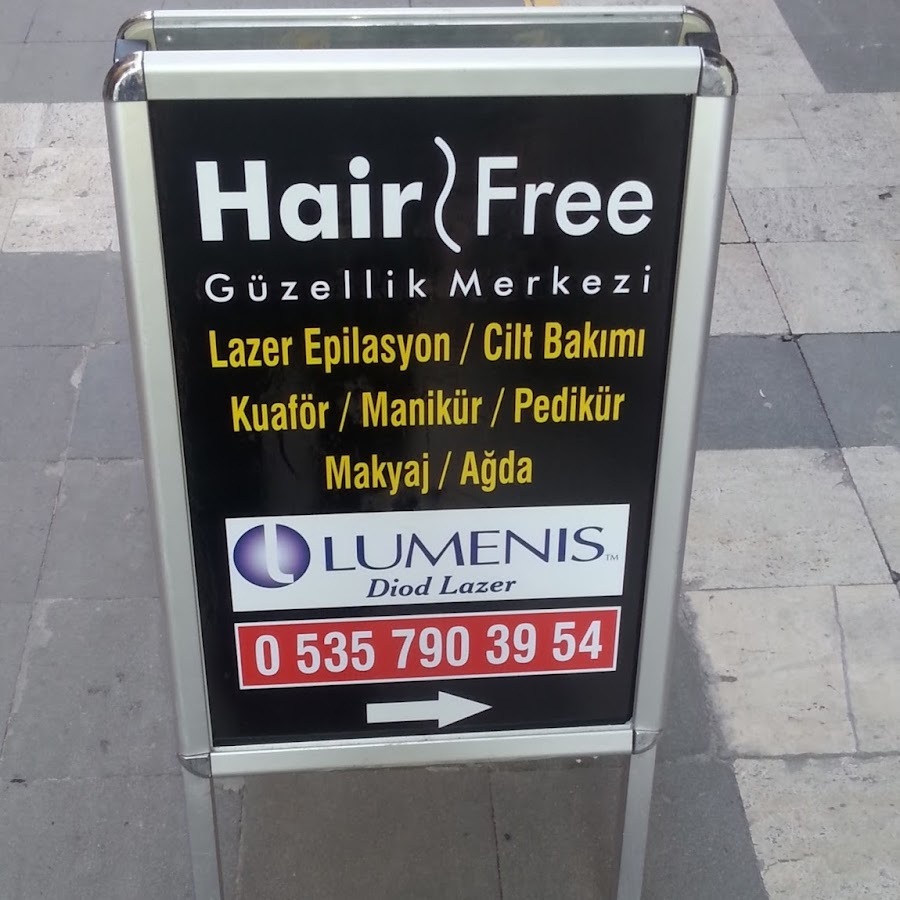 Hair Free
Güzellik Merkezi
Lazer Epilasyon / Cilt Bakımı
Kuaför / Manikür / Pedikür
Makyaj / Ağda
LUMENIS™
Diod Lazer
0 535 790 39 54